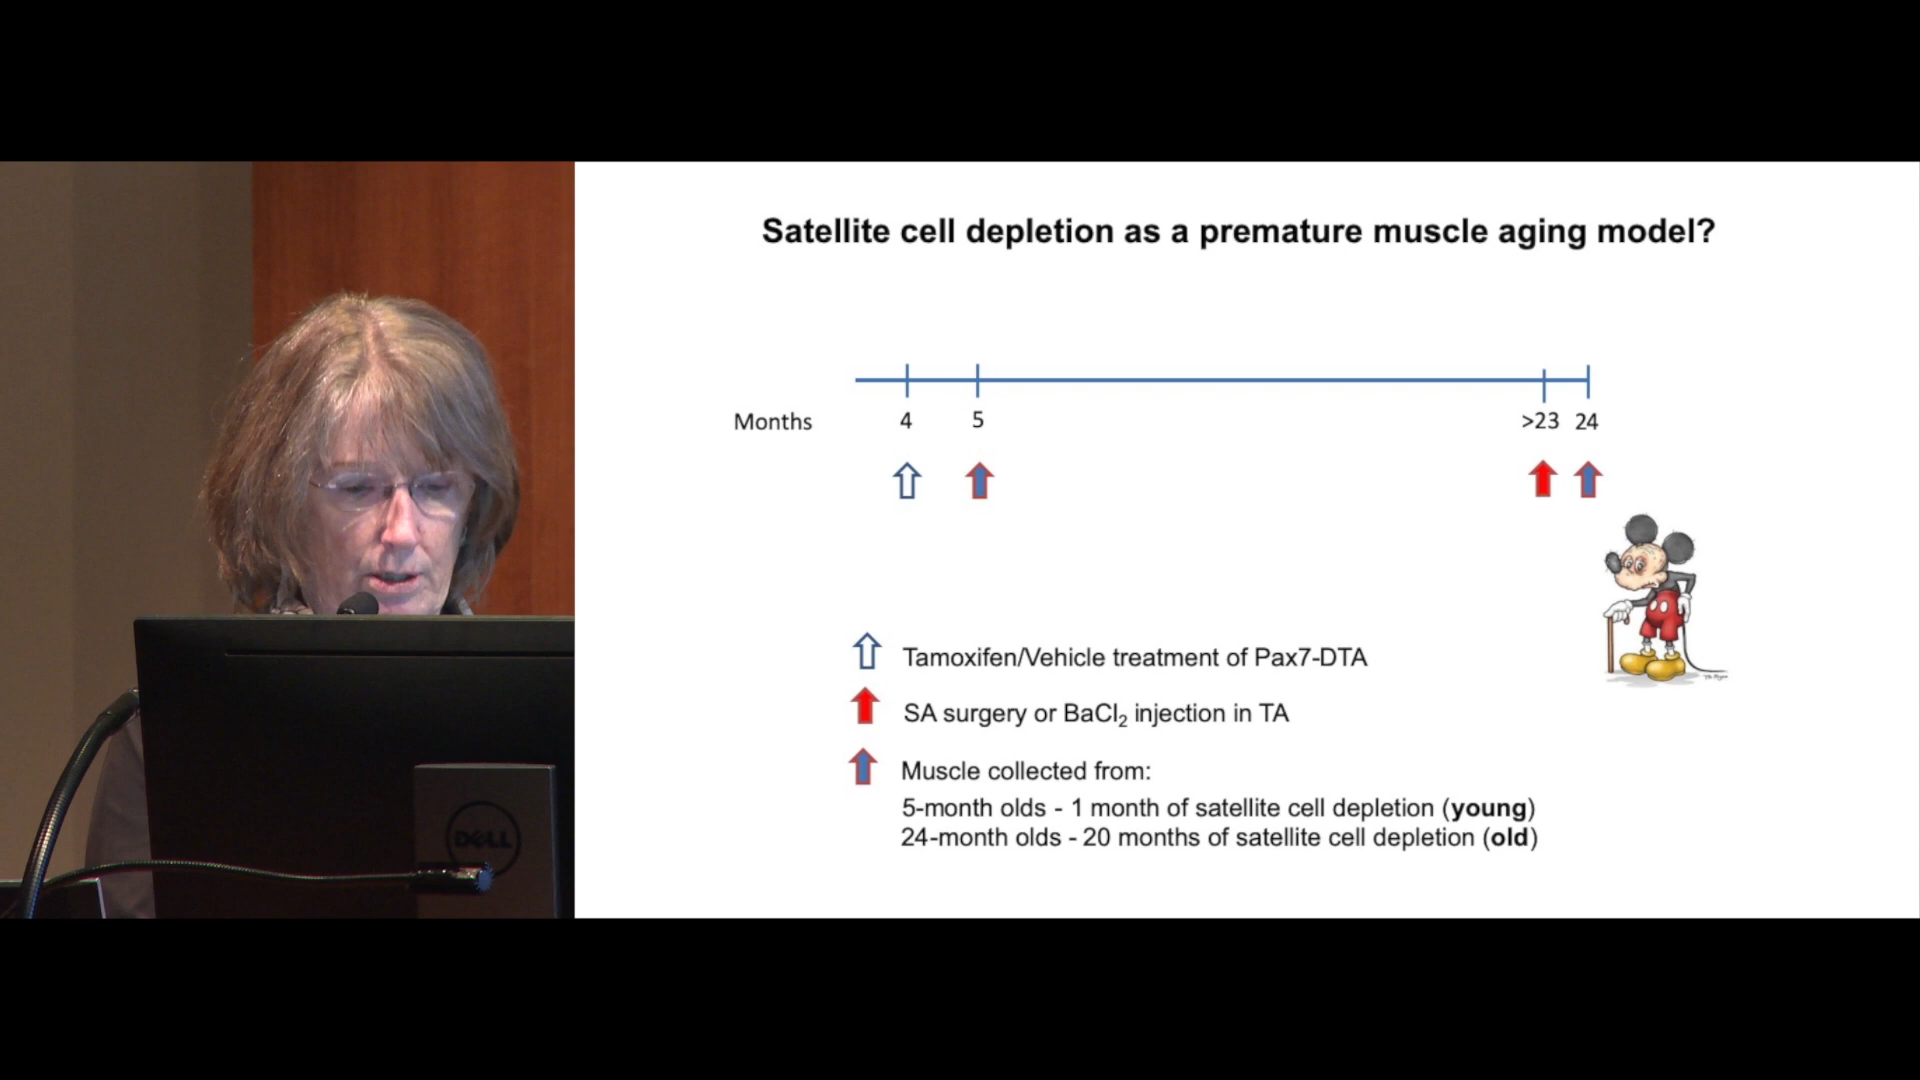 Satellite cell depletion as a premature muscle aging model?
Months 4 5 >23 24
Tamoxifen/Vehicle treatment of Pax7-DTA
SA surgery or BaCl₂ injection in TA
Muscle collected from:
5-month olds - 1 month of satellite cell depletion (young)
24-month olds - 20 months of satellite cell depletion (old)
DELL